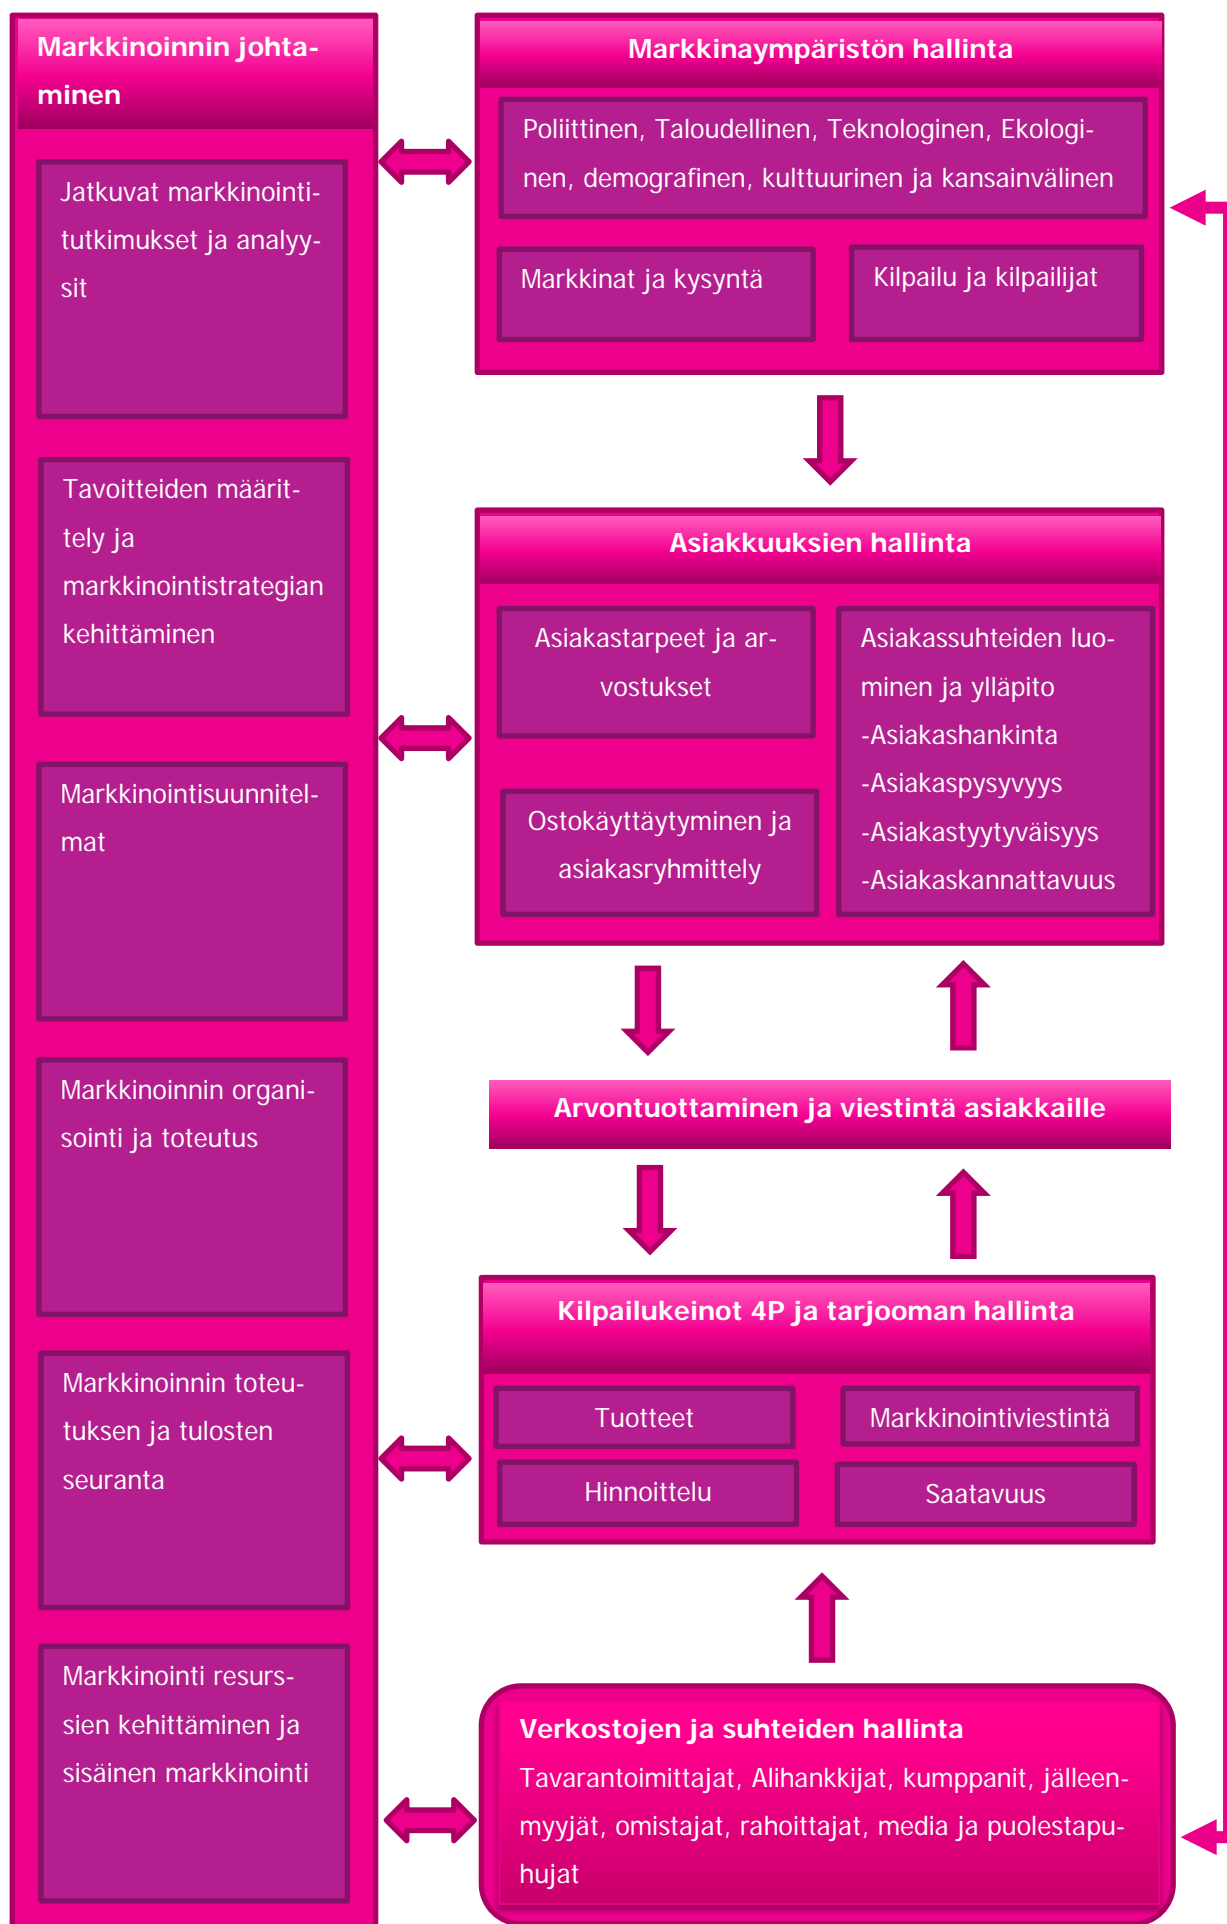 Markkinoinnin johta-
minen
Jatkuvat markkinointi-
tutkimukset ja analyy-
sit
Tavoitteiden määrit-
tely ja
markkinointistrategian
kehittäminen
Markkinointisuunnitel-
mat
Markkinoinnin organi-
sointi ja toteutus
Markkinoinnin toteu-
tuksen ja tulosten
seuranta
Markkinointi resurs-
sien kehittäminen ja
sisäinen markkinointi
Markkinaympäristön hallinta
Poliittinen, Taloudellinen, Teknologinen, Ekologi-
nen, demografinen, kulttuurinen ja kansainvälinen
Markkinat ja kysyntä
Kilpailu ja kilpailijat
Asiakkuuksien hallinta
Asiakastarpeet ja ar-
vostukset
Ostokäyttäytyminen ja
asiakasryhmittely
Asiakassuhteiden luo-
minen ja ylläpito
-Asiakashankinta
-Asiakaspysyvyys
-Asiakastyytyväisyys
-Asiakaskannattavuus
Arvontuottaminen ja viestintä asiakkaille
Kilpailukeinot 4P ja tarjooman hallinta
Tuotteet
Markkinointiviestintä
Hinnoittelu
Saatavuus
Verkostojen ja suhteiden hallinta
Tavarantoimittajat, Alihankkijat, kumppanit, jälleen-
myyjät, omistajat, rahoittajat, media ja puolestapu-
hujat